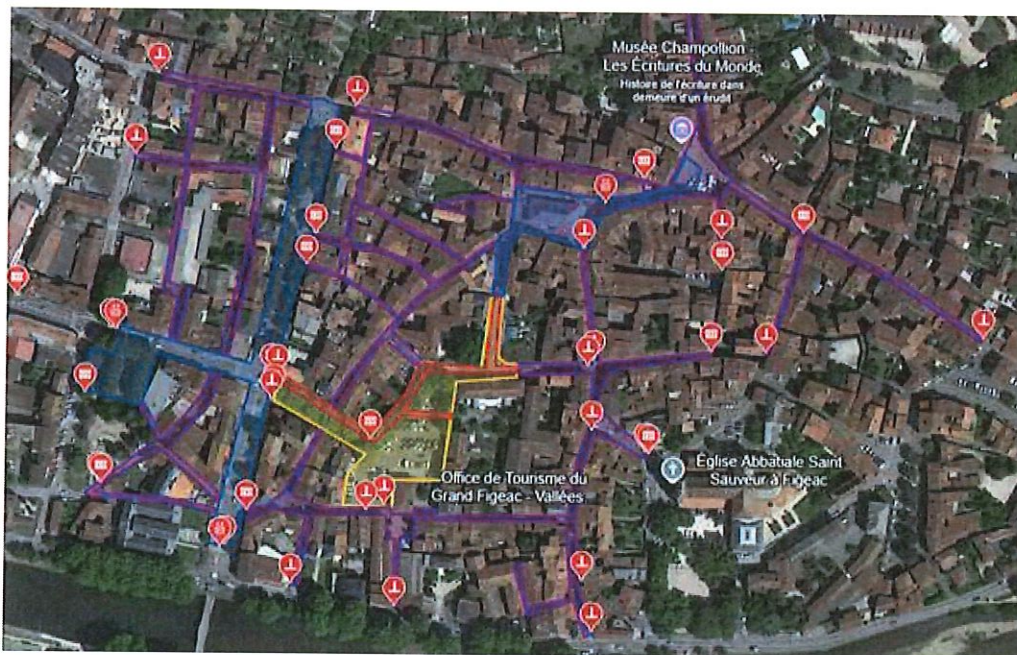 Musée Champollion -
Les Écritures du Monde
Histoire de l'écriture dans
demeure d'un érudit
Office de Tourisme du
Grand Figeac - Vallées
Église Abbatiale Saint
Sauveur à Figeac